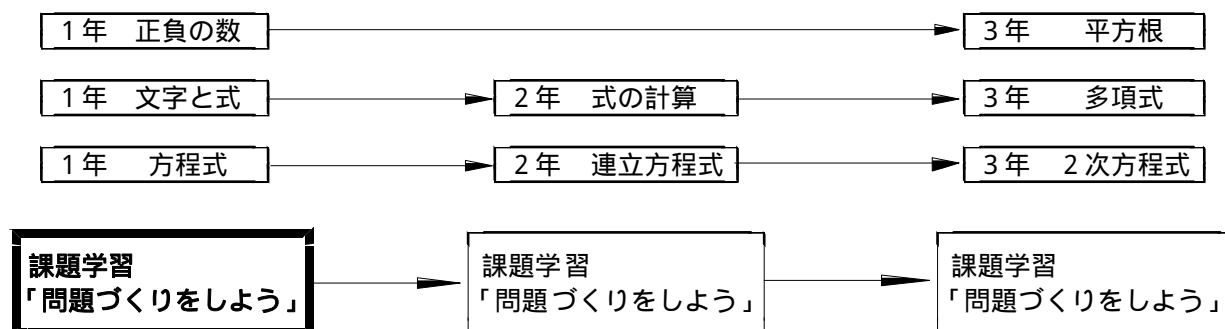 1年 正負の数 3年 平方根
1年 文字と式 2年 式の計算 3年 多項式
1年 方程式 2年 連立方程式 3年 2次方程式
課題学習 課題学習 課題学習
「問題づくりをしよう」 「問題づくりをしよう」 「問題づくりをしよう」